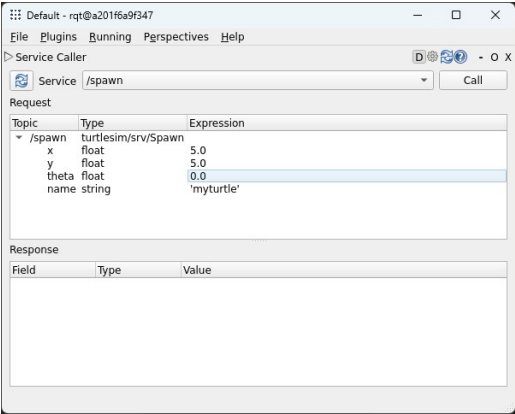 Default - rqt@a201f6a9f347
File Plugins Running Perspectives Help
Service Caller D - O X
Service /spawn Call
Request
Topic Type Expression
/spawn turtlesim/srv/Spawn
x float 5.0
y float 5.0
theta float 0.0
name string 'myturtle'
Response
Field Type Value